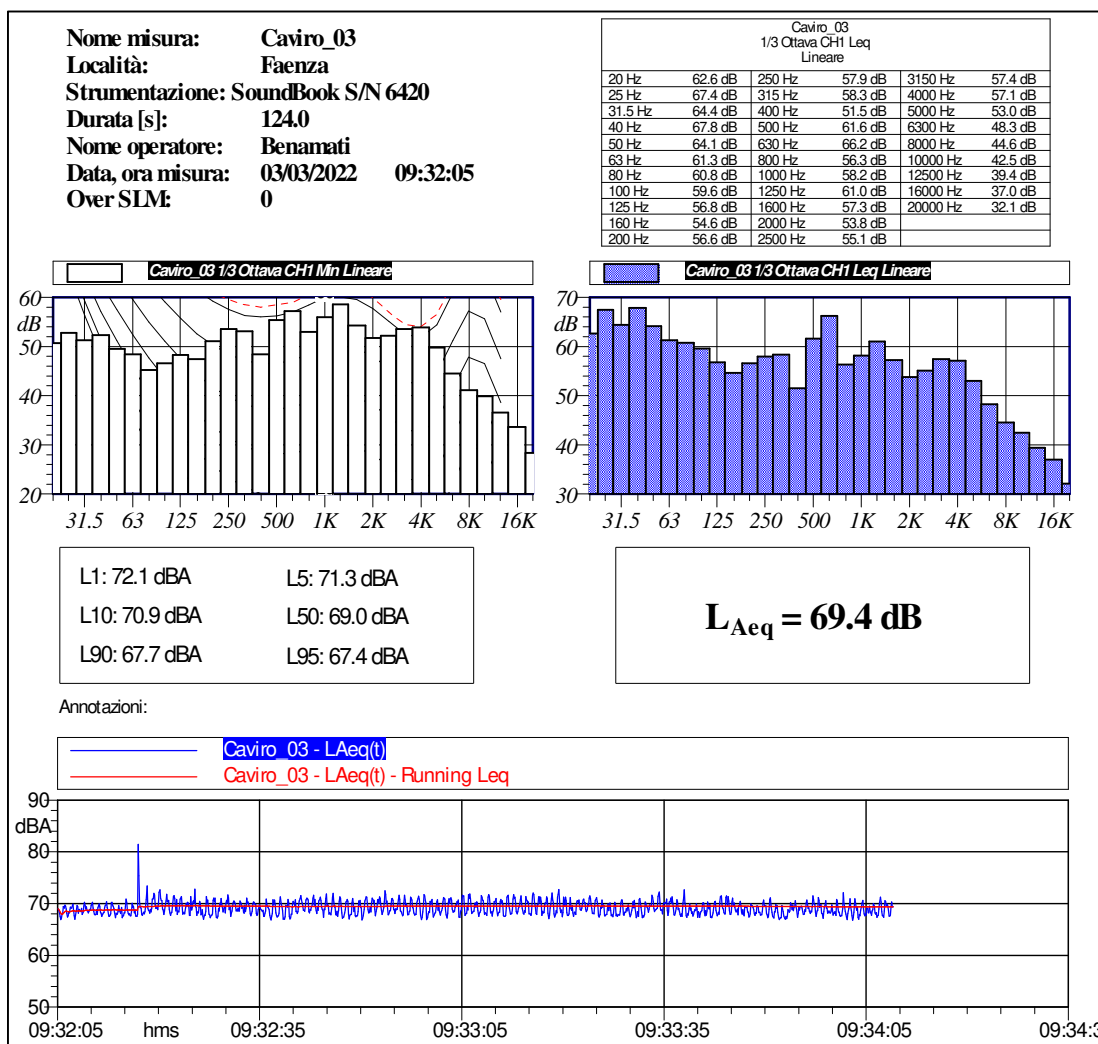 Nome misura: Caviro_03
Località: Faenza
Strumentazione: SoundBook S/N 6420
Durata [s]: 124.0
Nome operatore: Benamati
Data, ora misura: 03/03/2022 09:32:05
Over SLM: 0
Caviro_03
1/3 Ottava CH1 Leq
Lineare
20 Hz 62.6 dB 250 Hz 57.9 dB 3150 Hz 57.4 dB
25 Hz 67.4 dB 315 Hz 58.3 dB 4000 Hz 57.1 dB
31.5 Hz 64.4 dB 400 Hz 51.5 dB 5000 Hz 53.0 dB
40 Hz 67.8 dB 500 Hz 61.6 dB 6300 Hz 48.3 dB
50 Hz 64.1 dB 630 Hz 66.2 dB 8000 Hz 44.6 dB
63 Hz 61.3 dB 800 Hz 56.3 dB 10000 Hz 42.5 dB
80 Hz 60.8 dB 1000 Hz 58.2 dB 12500 Hz 39.4 dB
100 Hz 59.6 dB 1250 Hz 61.0 dB 16000 Hz 37.0 dB
125 Hz 56.8 dB 1600 Hz 57.3 dB 20000 Hz 32.1 dB
160 Hz 54.6 dB 2000 Hz 53.8 dB
200 Hz 56.6 dB 2500 Hz 55.1 dB
Caviro_03 1/3 Ottava CH1 Min Lineare
60
dB
50
40
30
20
31.5 63 125 250 500 1K 2K 4K 8K 16K
Caviro_03 1/3 Ottava CH1 Leq Lineare
70
dB
60
50
40
30
31.5 63 125 250 500 1K 2K 4K 8K 16K
L1: 72.1 dBA L5: 71.3 dBA
L10: 70.9 dBA L50: 69.0 dBA
L90: 67.7 dBA L95: 67.4 dBA
LAeq = 69.4 dB
Annotazioni:
Caviro_03 - LAeq(t)
Caviro_03 - LAeq(t) - Running Leq
90
dBA
80
70
60
50
09:32:05 hms 09:32:35 09:33:05 09:33:35 09:34:05 09:34:3